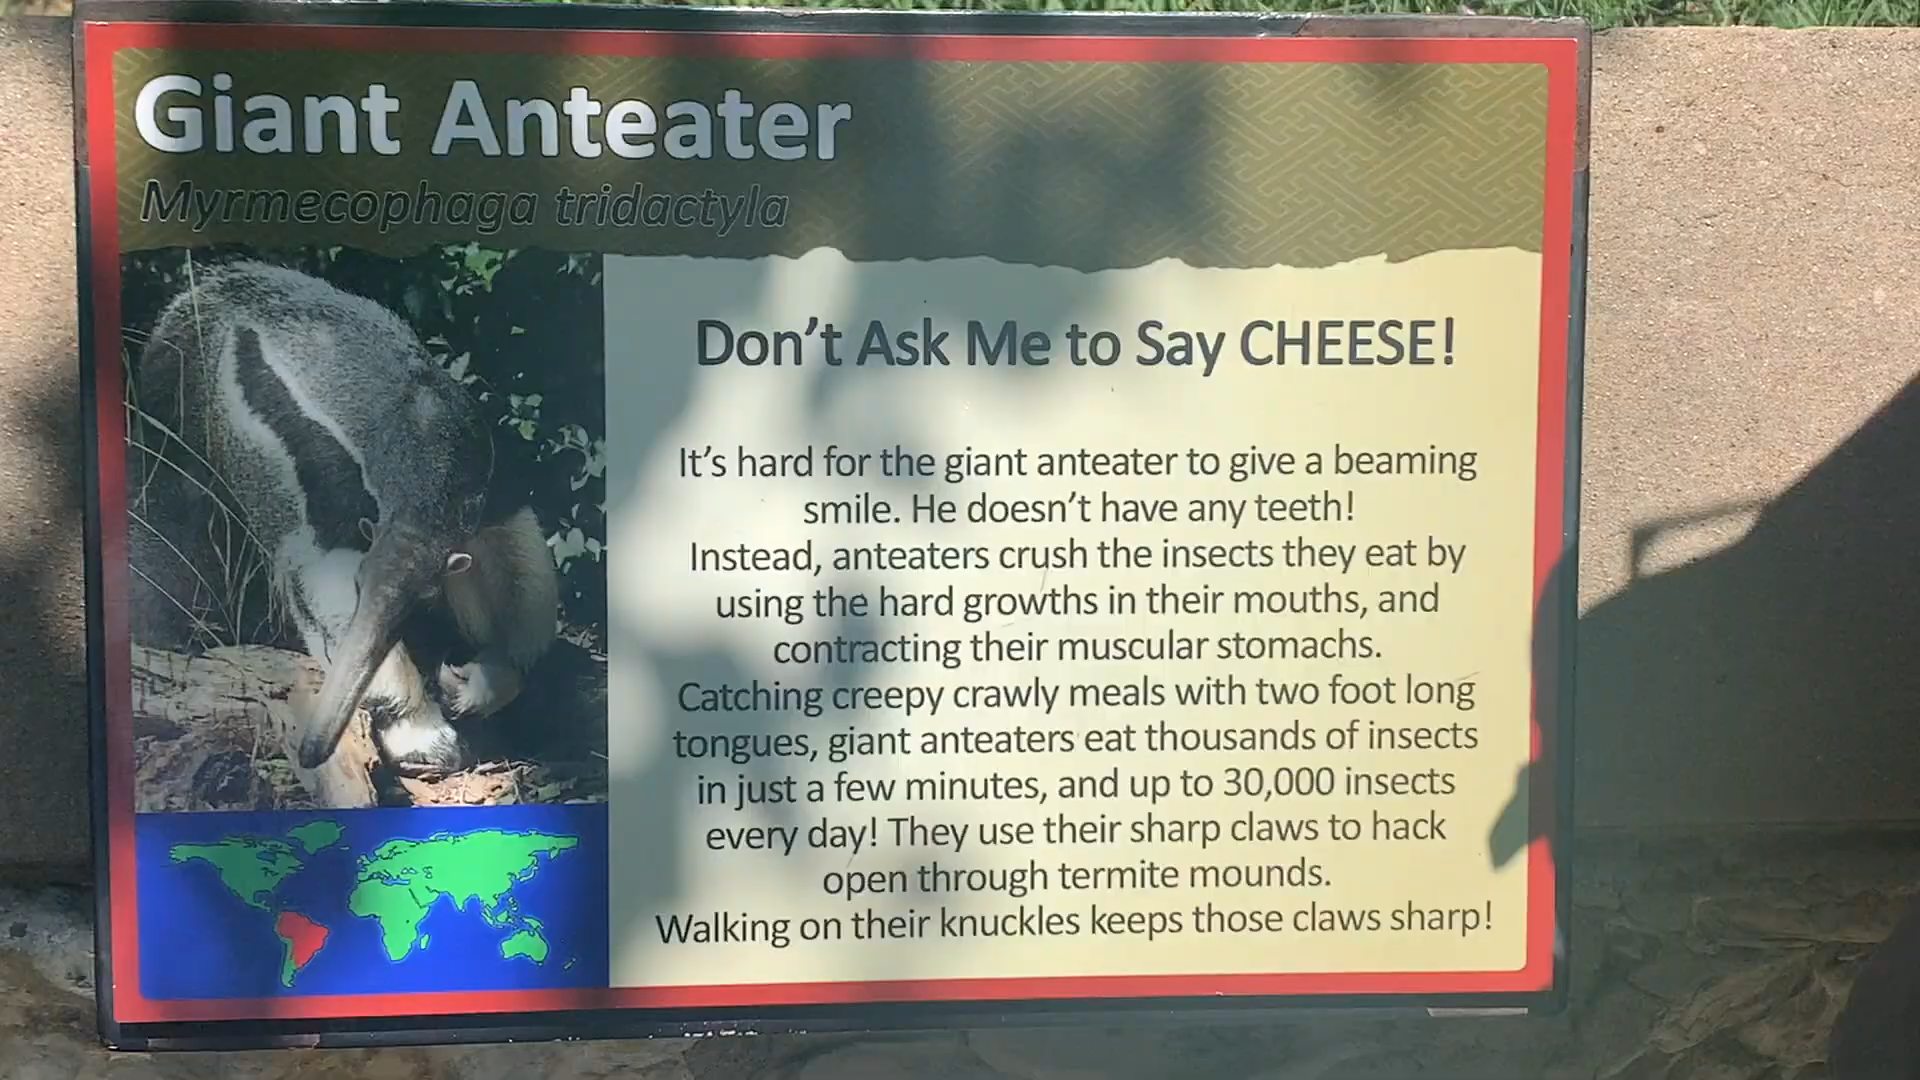 Giant Anteater
Myrmecophaga tridactyla
Don't Ask Me to Say CHEESE!
It's hard for the giant anteater to give a beaming
smile. He doesn't have any teeth!
Instead, anteaters crush the insects they eat by
using the hard growths in their mouths, and
contracting their muscular stomachs.
Catching creepy crawly meals with two foot long
tongues, giant anteaters eat thousands of insects
in just a few minutes, and up to 30,000 insects
every day! They use their sharp claws to hack
open through termite mounds.
Walking on their knuckles keeps those claws sharp!